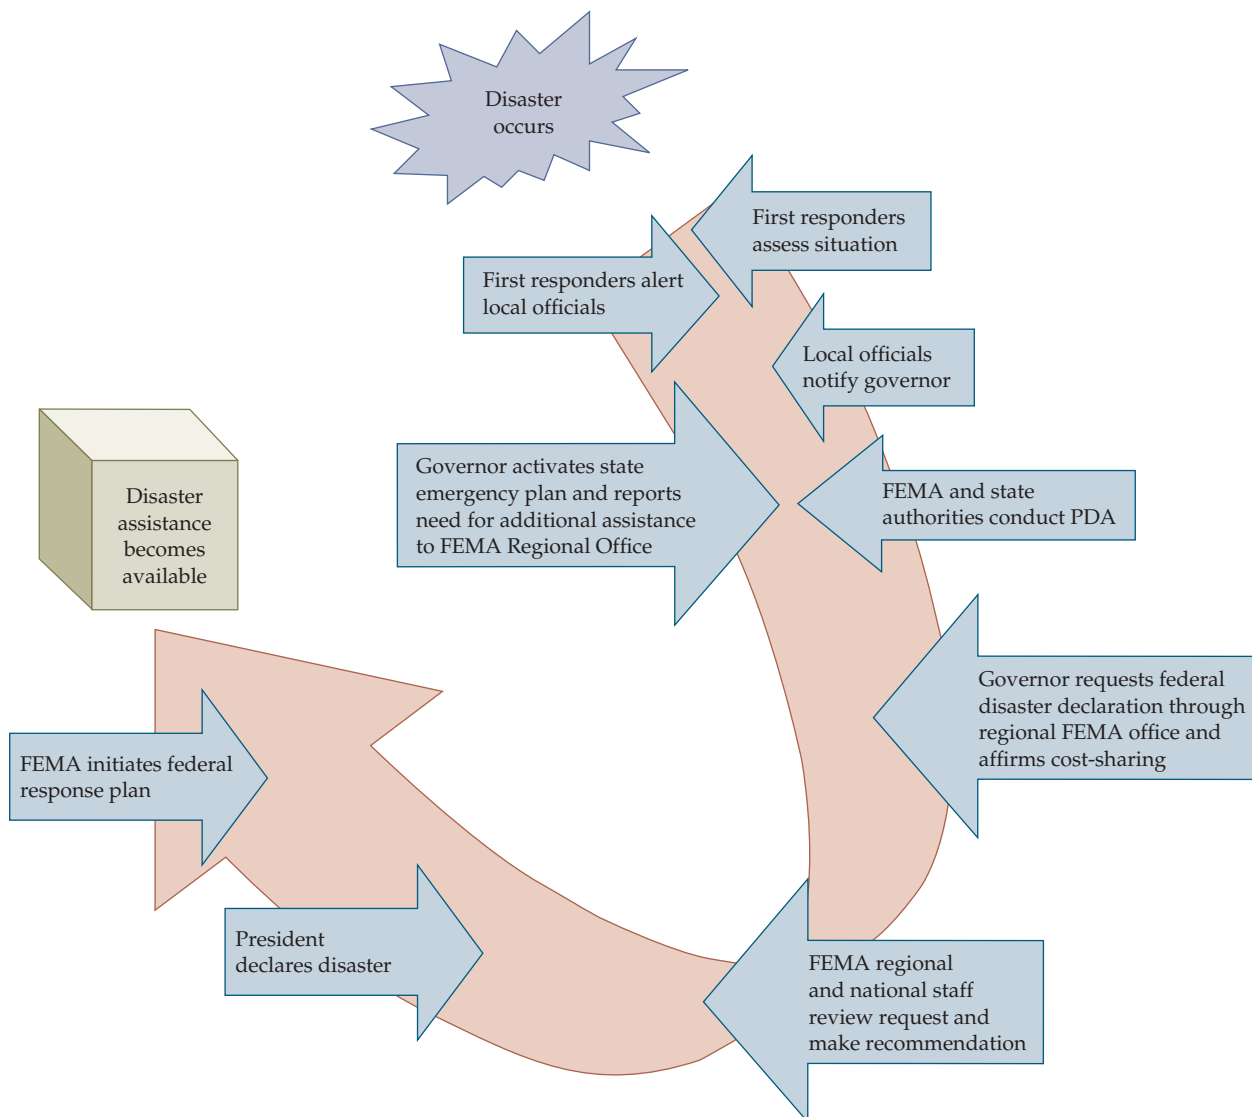 Disaster
occurs
First responders
assess situation
First responders alert
local officials
Local officials
notify governor
Governor activates state
emergency plan and reports
need for additional assistance
to FEMA Regional Office
FEMA and state
authorities conduct PDA
Governor requests federal
disaster declaration through
regional FEMA office and
affirms cost-sharing
FEMA regional
and national staff
review request and
make recommendation
President
declares disaster
FEMA initiates federal
response plan
Disaster
assistance
becomes
available